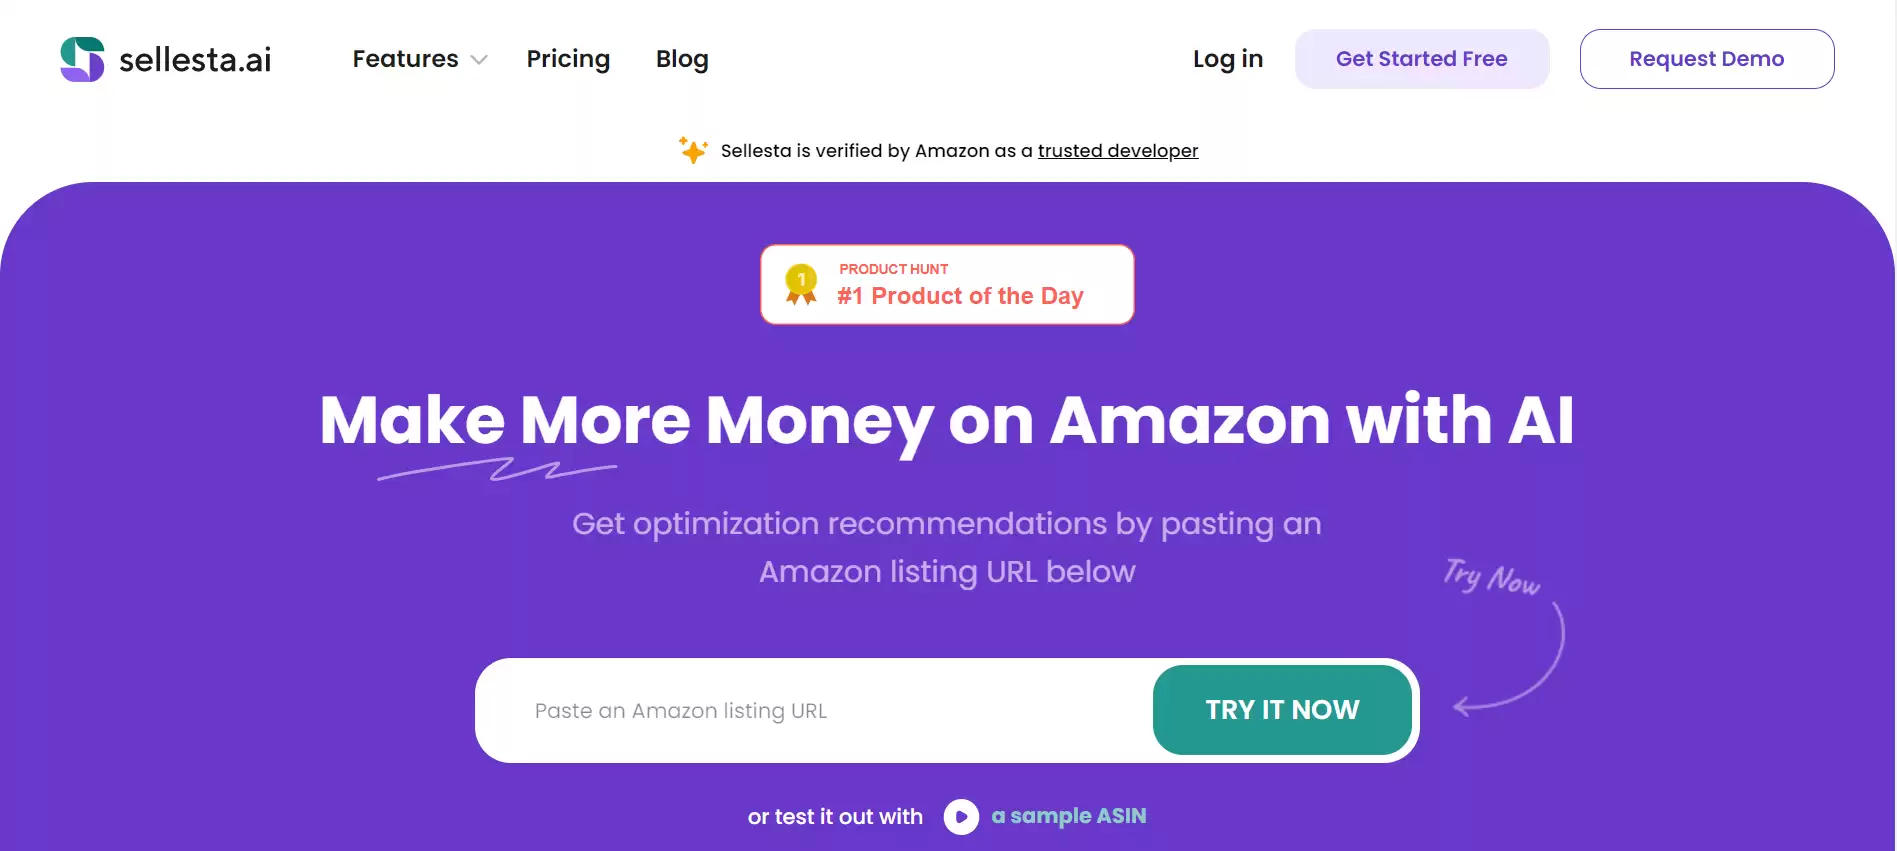 sellesta.ai Features Pricing Blog Log in Get Started Free Request Demo
Sellesta is verified by Amazon as a trusted developer
1
PRODUCT HUNT
#1 Product of the Day
Make More Money on Amazon with AI
Get optimization recommendations by pasting an
Amazon listing URL below
Try Now
Paste an Amazon listing URL TRY IT NOW
or test it out with a sample ASIN